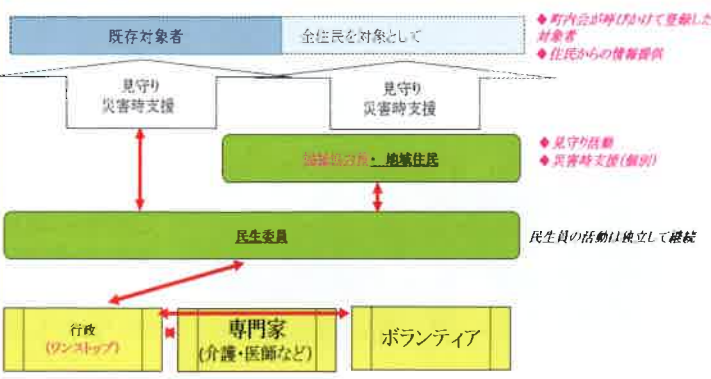 既存対象者
全住民を対象として
◆町内会が呼びかけて登録した
対象者
◆住民からの情報提供
見守り
災害時支援
見守り
災害時支援
・ 地域住民
◆見守り活動
◆災害時支援(個別)
民生委員
民生員の活動は独立して継続
行政
(ワンストップ)
専門家
(介護・医師など)
ボランティア